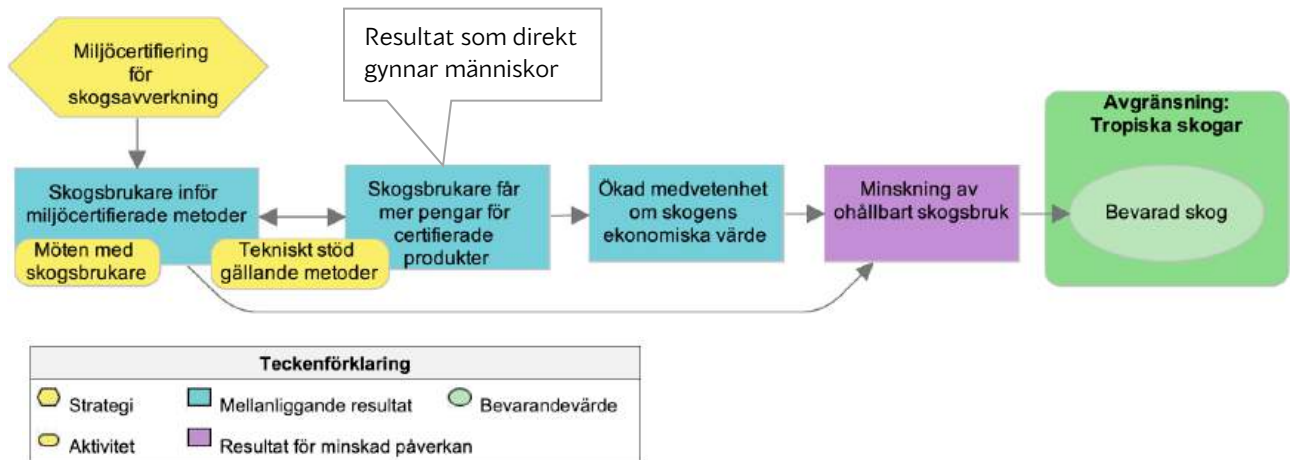 Miljöcertifiering
för
skogsavverkning
Resultat som direkt
gynnar människor
Avgränsning:
Tropiska skogar
Skogsbrukare inför
miljöcertifierade metoder
Möten med
skogsbrukare
Tekniskt stöd
gällande metoder
Skogsbrukare får
mer pengar för
certifierade
produkter
Ökad medvetenhet
om skogens
ekonomiska värde
Minskning av
ohållbart skogsbruk
Bevarad skog
Teckenförklaring
Strategi
Mellanliggande resultat
Bevarandevärde
Aktivitet
Resultat för minskad påverkan